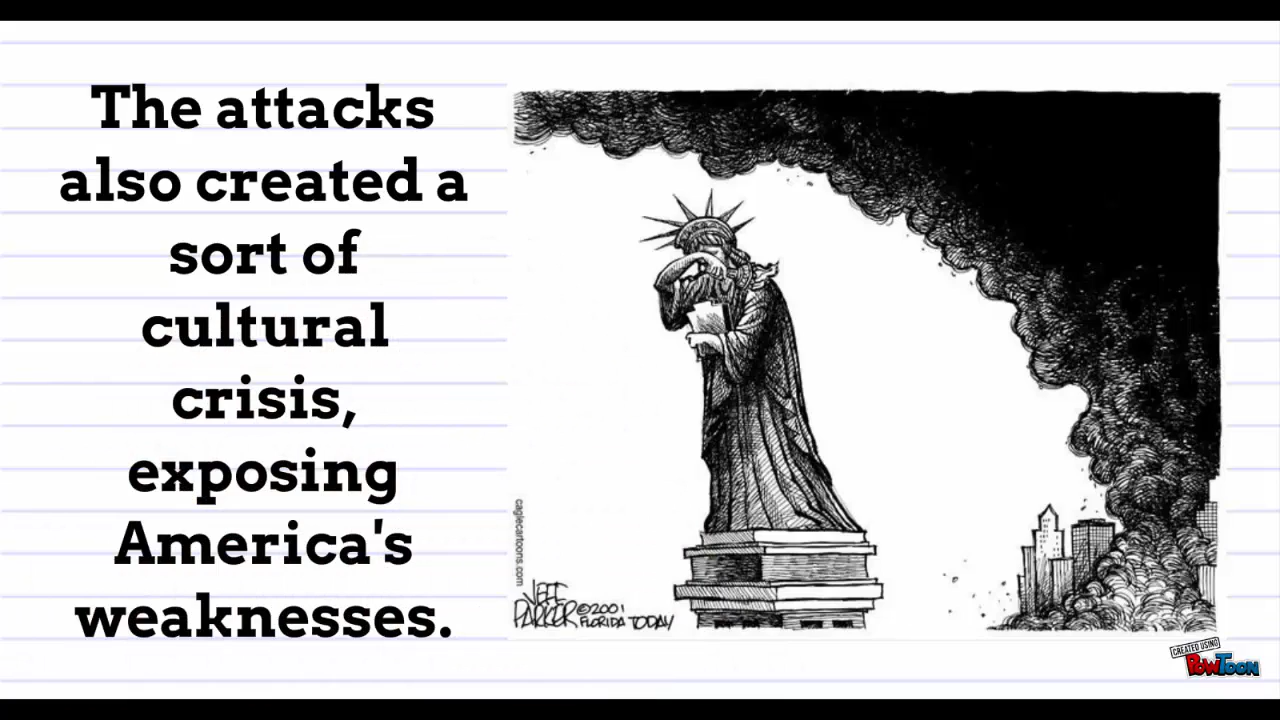 The attacks
also created a
sort of
cultural
crisis,
exposing
America's
weaknesses.
caglecartoons.com
JEFF
PARKER ©2001
FLORIDA TODAY
CREATED USING
POWTOON